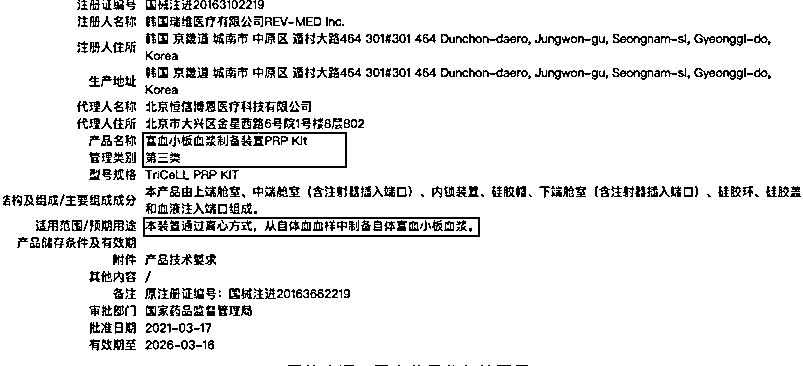 注册证编号 国械注进20163102219
注册人名称 韩国瑞维医疗有限公司REV-MED Inc.
注册人住所 韩国 京畿道 城南市 中原区 遁村大路464 301#301 464 Dunchon-daero, Jungwon-gu, Seongnam-si, Gyeonggi-do,
Korea
生产地址 韩国 京畿道 城南市 中原区 遁村大路464 301#301 464 Dunchon-daero, Jungwon-gu, Seongnam-si, Gyeonggi-do,
Korea
代理人名称 北京恒信博恩医疗科技有限公司
代理人住所 北京市大兴区金星西路6号院1号楼8层802
产品名称 富血小板血浆制备装置PRP Kit
管理类别 第三类
型号规格 TriCeLL PRP KIT
结构及组成/主要组成成分 本产品由上端舱室、中端舱室（含注射器插入端口）、内锁装置、硅胶帽、下端舱室（含注射器插入端口）、硅胶环、硅胶盖
和血液注入端口组成。
适用范围/预期用途 本装置通过离心方式，从自体血血样中制备自体富血小板血浆。
产品储存条件及有效期
附件 产品技术要求
其他内容 /
备注 原注册证编号：国械注进20163662219
审批部门 国家药品监督管理局
批准日期 2021-03-17
有效期至 2026-03-16